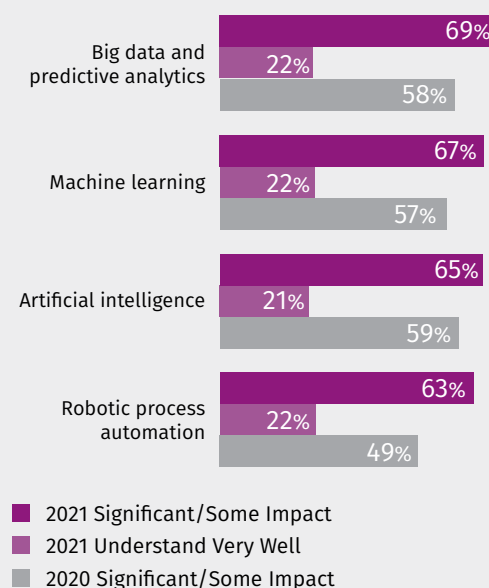 Big data and
predictive analytics
69%
22%
58%
Machine learning
67%
22%
57%
Artificial intelligence
65%
21%
59%
Robotic process
automation
63%
22%
49%
2021 Significant/Some Impact
2021 Understand Very Well
2020 Significant/Some Impact